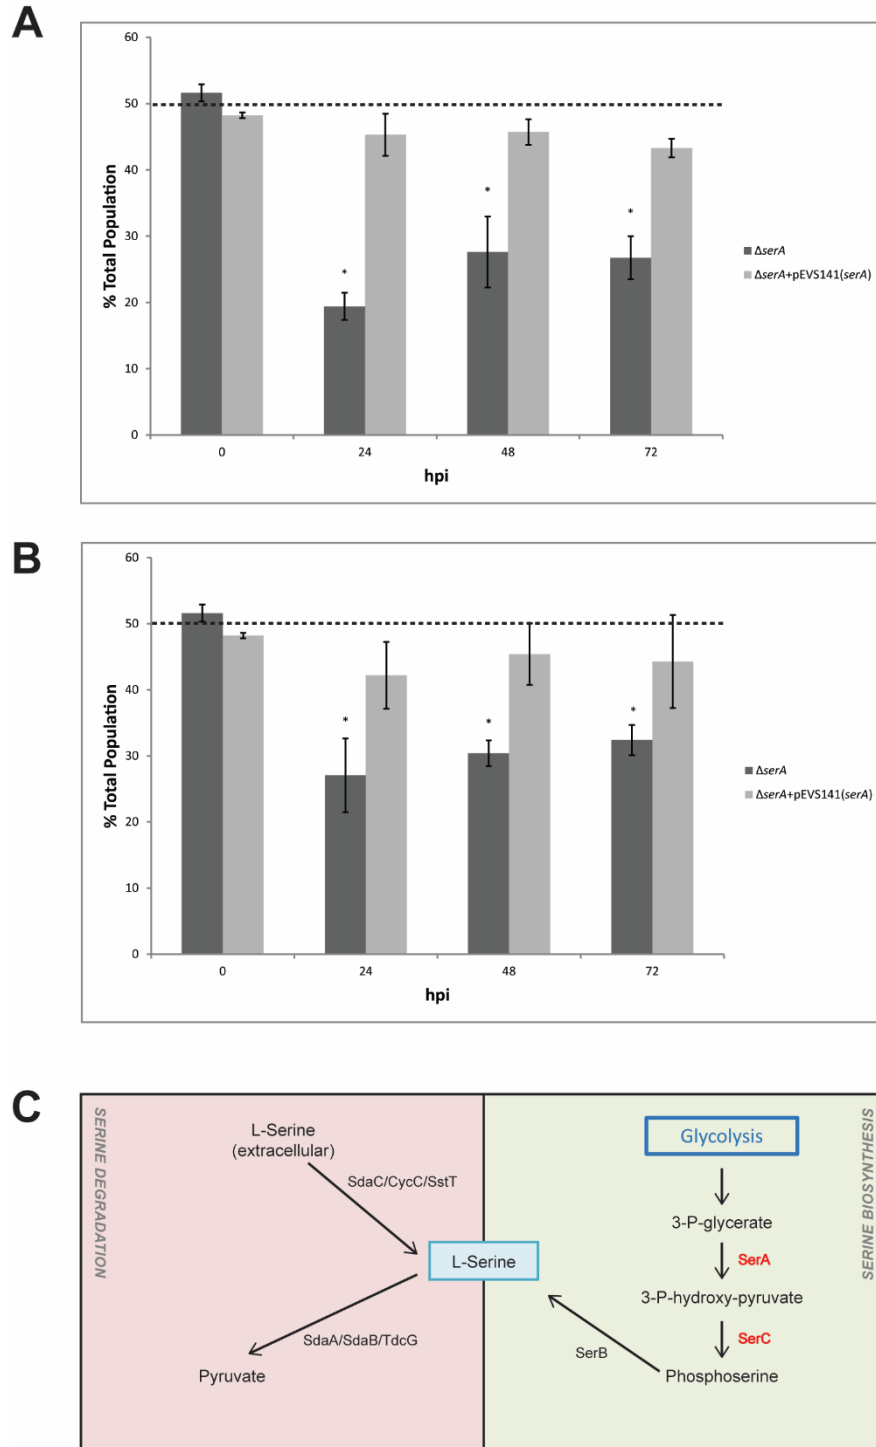 A
60
50
40
30
20
10
0
% Total Population
*
*
*
0
24
48
72
hpi
ΔserA
ΔserA+pEVS141(serA)
B
60
50
40
30
20
10
0
% Total Population
*
*
*
0
24
48
72
hpi
ΔserA
ΔserA+pEVS141(serA)
C
SERINE DEGRADATION
L-Serine
(extracellular)
SdaC/CycC/SstT
L-Serine
SdaA/SdaB/TdcG
Pyruvate
SERINE BIOSYNTHESIS
Glycolysis
3-P-glycerate
SerA
3-P-hydroxy-pyruvate
SerC
SerB
Phosphoserine